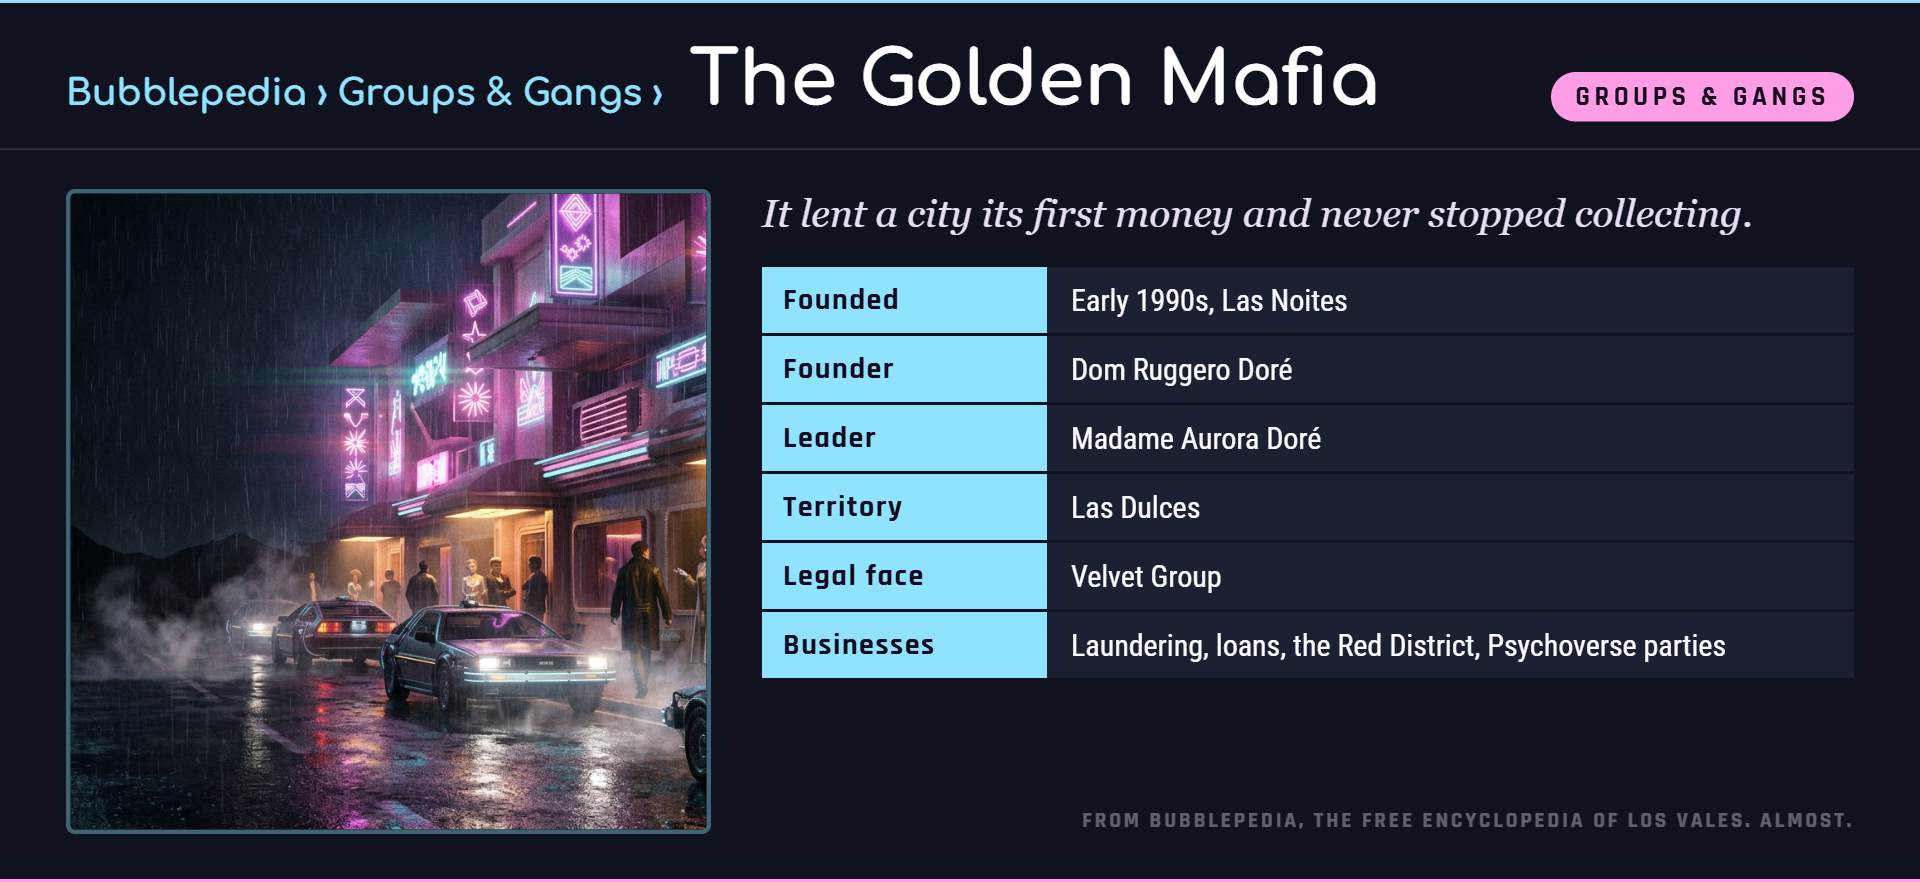 Bubblepedia › Groups & Gangs › The Golden Mafia
GROUPS & GANGS
It lent a city its first money and never stopped collecting.
Founded Early 1990s, Las Noites
Founder Dom Ruggero Doré
Leader Madame Aurora Doré
Territory Las Dulces
Legal face Velvet Group
Businesses Laundering, loans, the Red District, Psychoverse parties
FROM BUBBLEPEDIA, THE FREE ENCYCLOPEDIA OF LOS VALES. ALMOST.